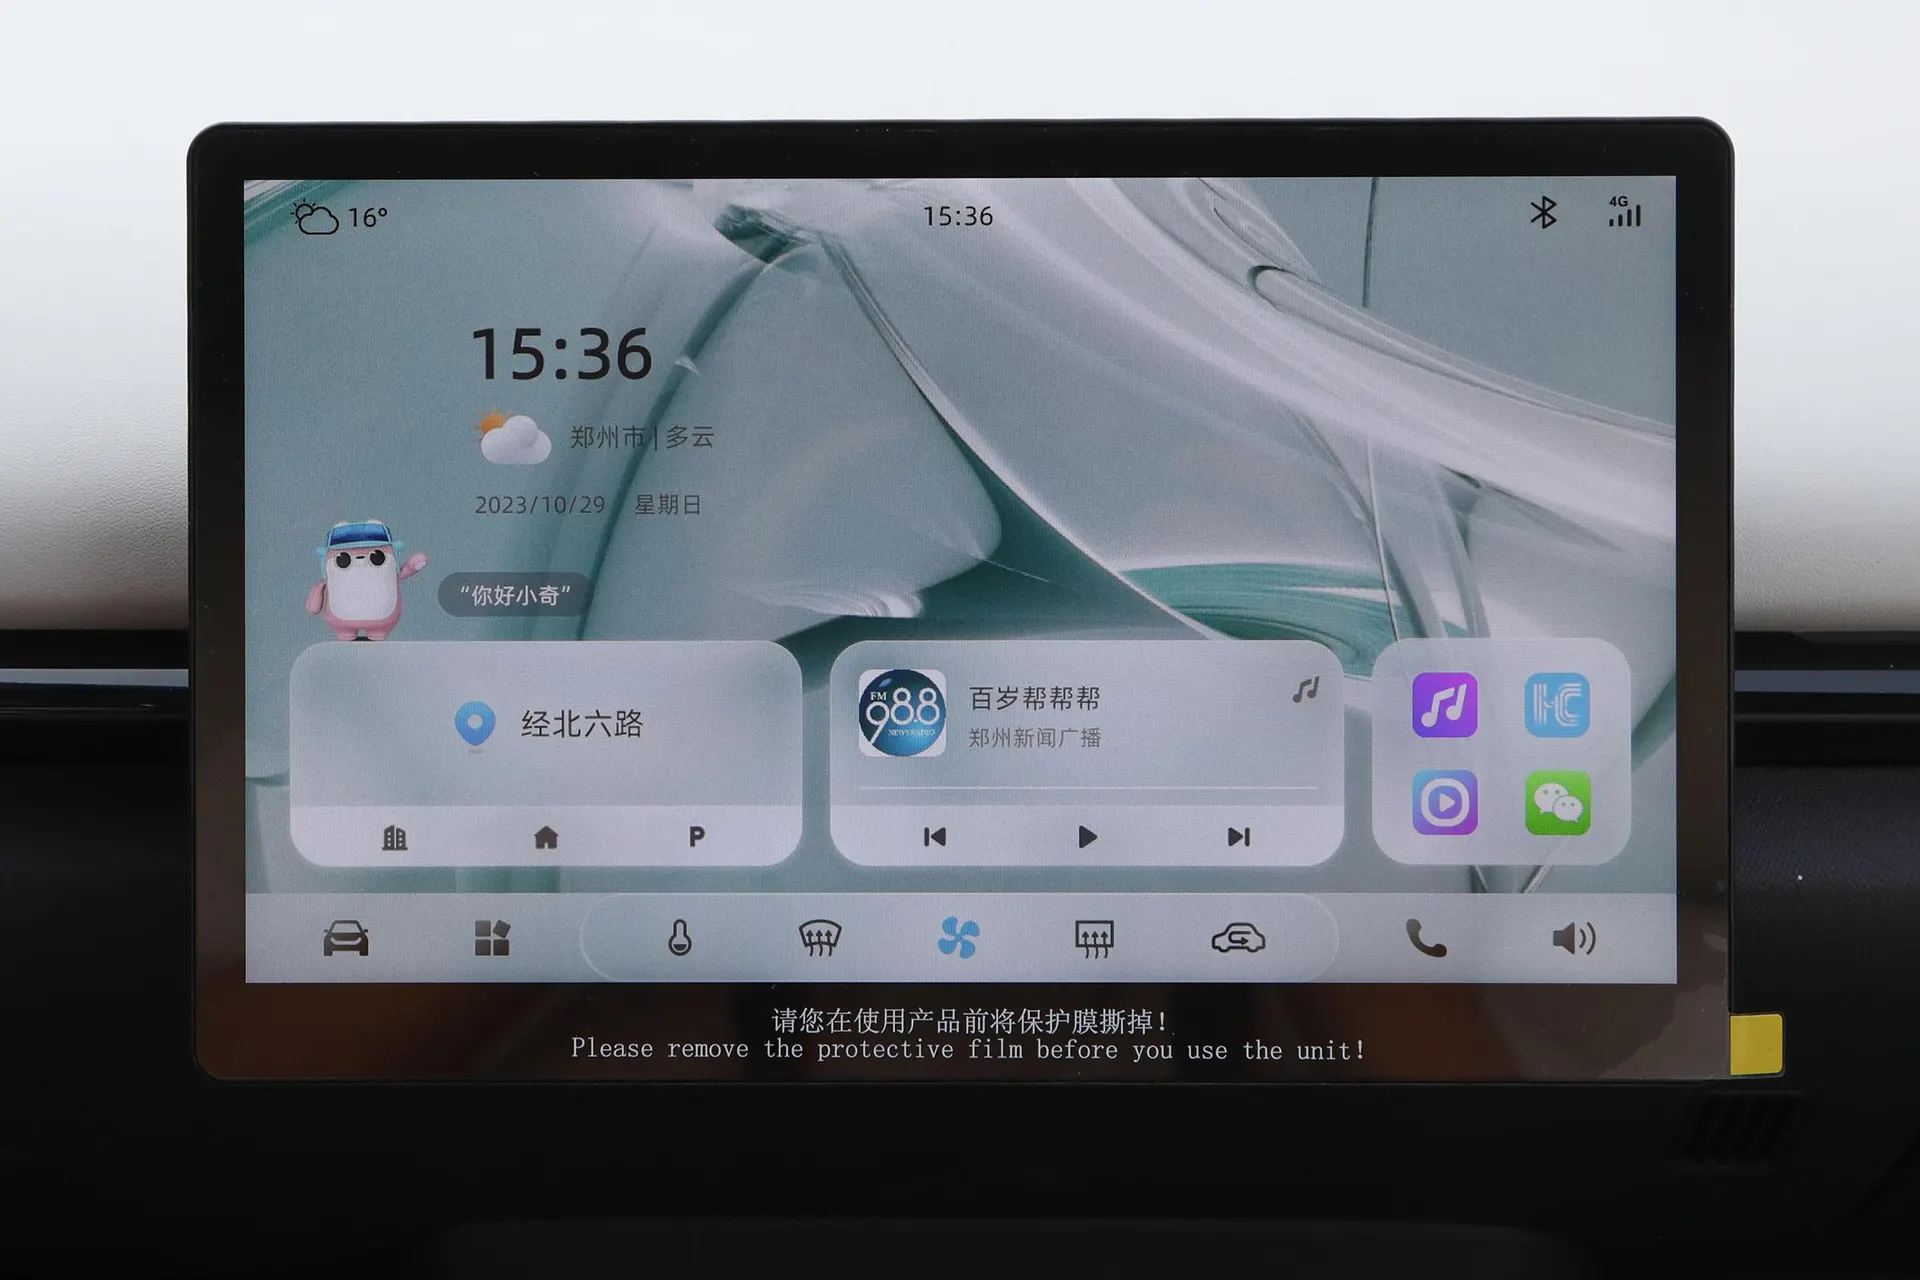 16°
15:36
4G
15:36
郑州市|多云
2023/10/29 星期日
“你好小奇”
经北六路
P
FM
98.8
NEWSRADIO
百岁帮帮帮
郑州新闻广播
HC
请您在使用产品前将保护膜撕掉!
Please remove the protective film before you use the unit!